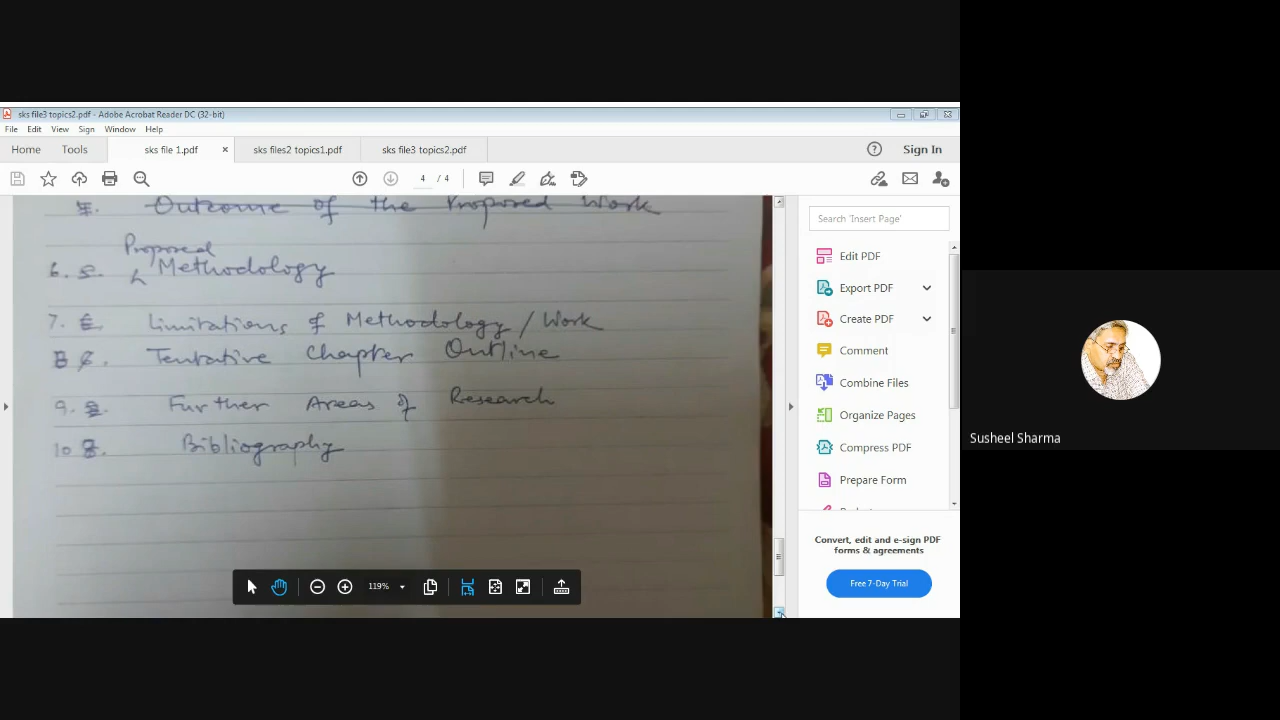 sks file3 topics2.pdf - Adobe Acrobat Reader DC (32-bit)
File Edit View Sign Window Help
Home Tools sks file 1.pdf × sks files2 topics1.pdf sks file3 topics2.pdf ? Sign In
4 / 4
Outcome of the Proposed Work
Proposed
6. 5. Methodology
7. Limitations of Methodology / Work
8. Tentative Chapter Outline
9. Further Areas of Research
10. Bibliography
119%
Search 'Insert Page'
Edit PDF
Export PDF
Create PDF
Comment
Combine Files
Organize Pages
Compress PDF
Prepare Form
Convert, edit and e-sign PDF
forms & agreements
Free 7-Day Trial
Susheel Sharma